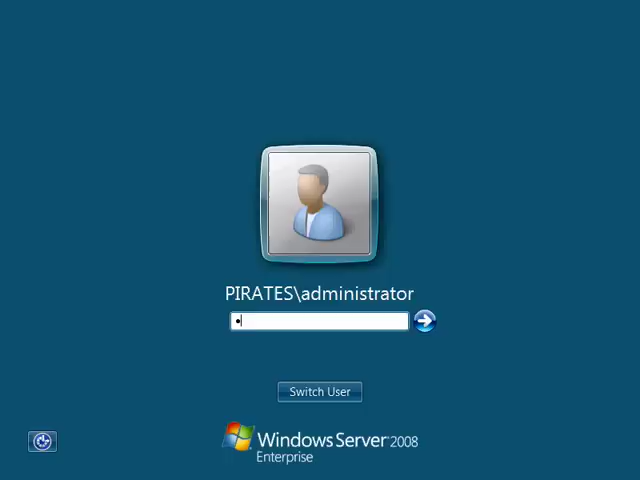 PIRATES\administrator
Switch User
Windows Server 2008
Enterprise